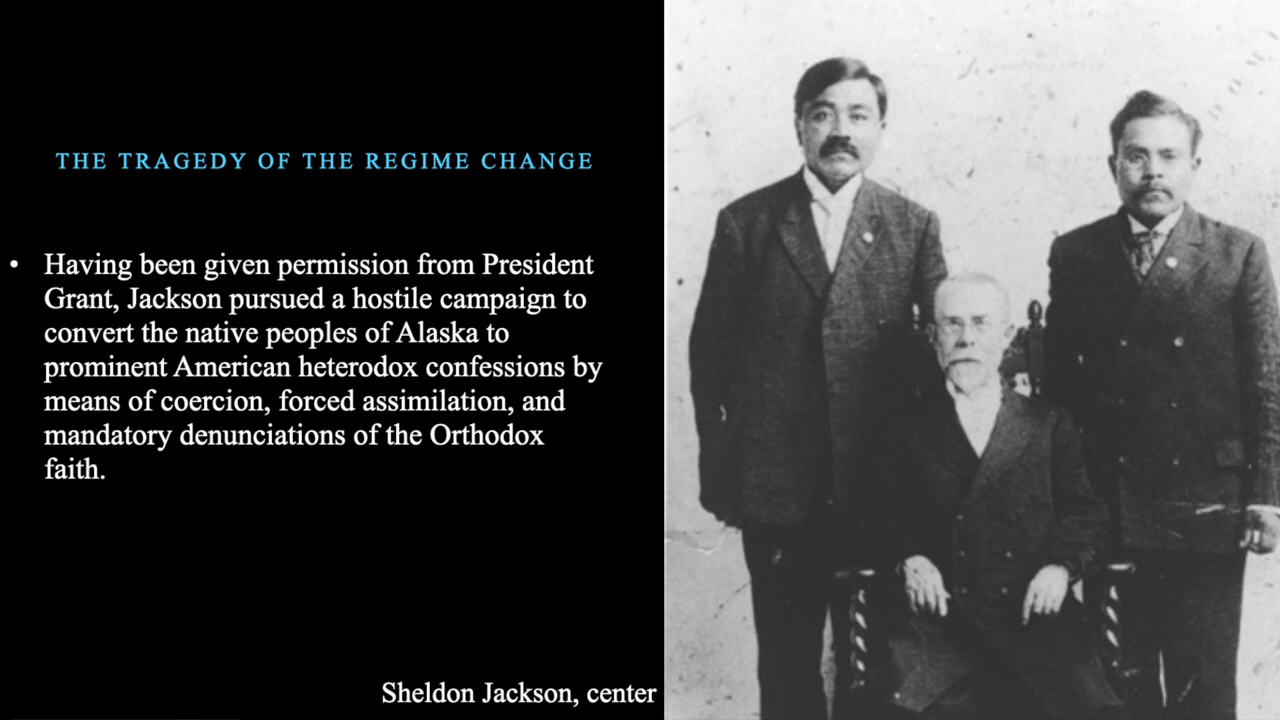 THE TRAGEDY OF THE REGIME CHANGE
• Having been given permission from President
Grant, Jackson pursued a hostile campaign to
convert the native peoples of Alaska to
prominent American heterodox confessions by
means of coercion, forced assimilation, and
mandatory denunciations of the Orthodox
faith.
Sheldon Jackson, center